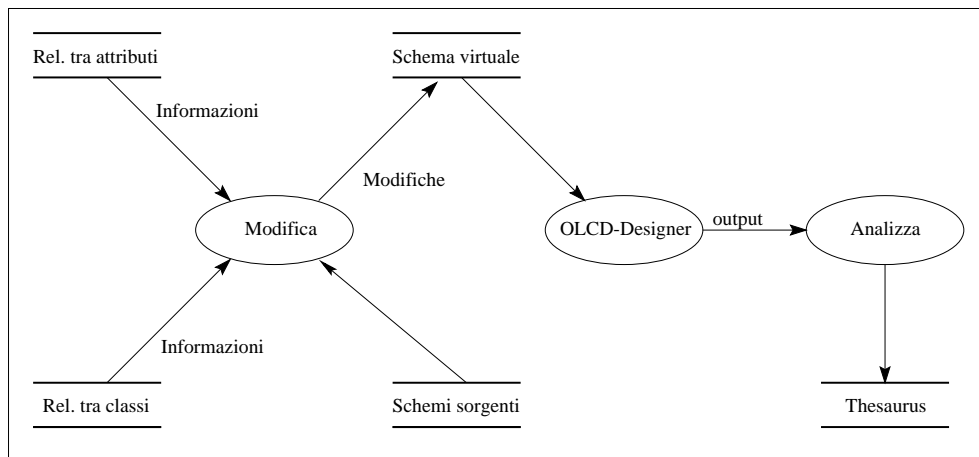 Rel. tra attributi
Schema virtuale
Informazioni
Modifiche
Modifica
OLCD-Designer
output
Analizza
Informazioni
Rel. tra classi
Schemi sorgenti
Thesaurus